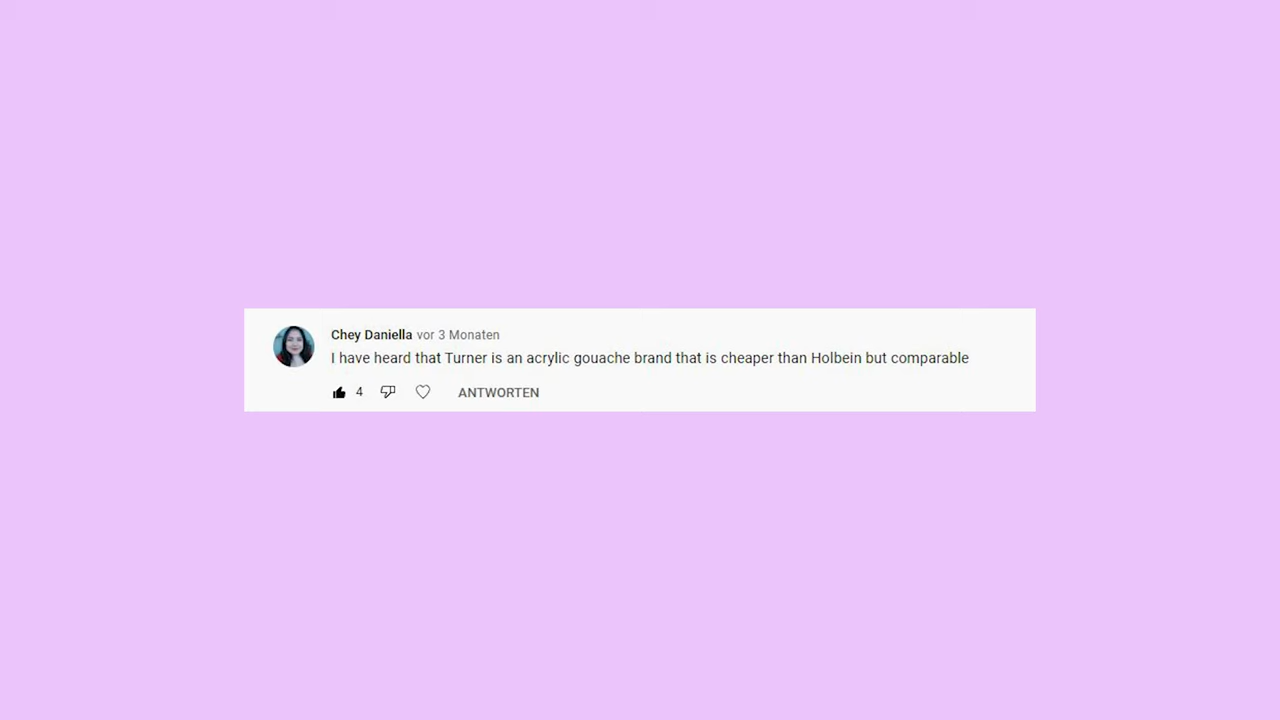 Chey Daniella vor 3 Monaten
I have heard that Turner is an acrylic gouache brand that is cheaper than Holbein but comparable
4 ANTWORTEN